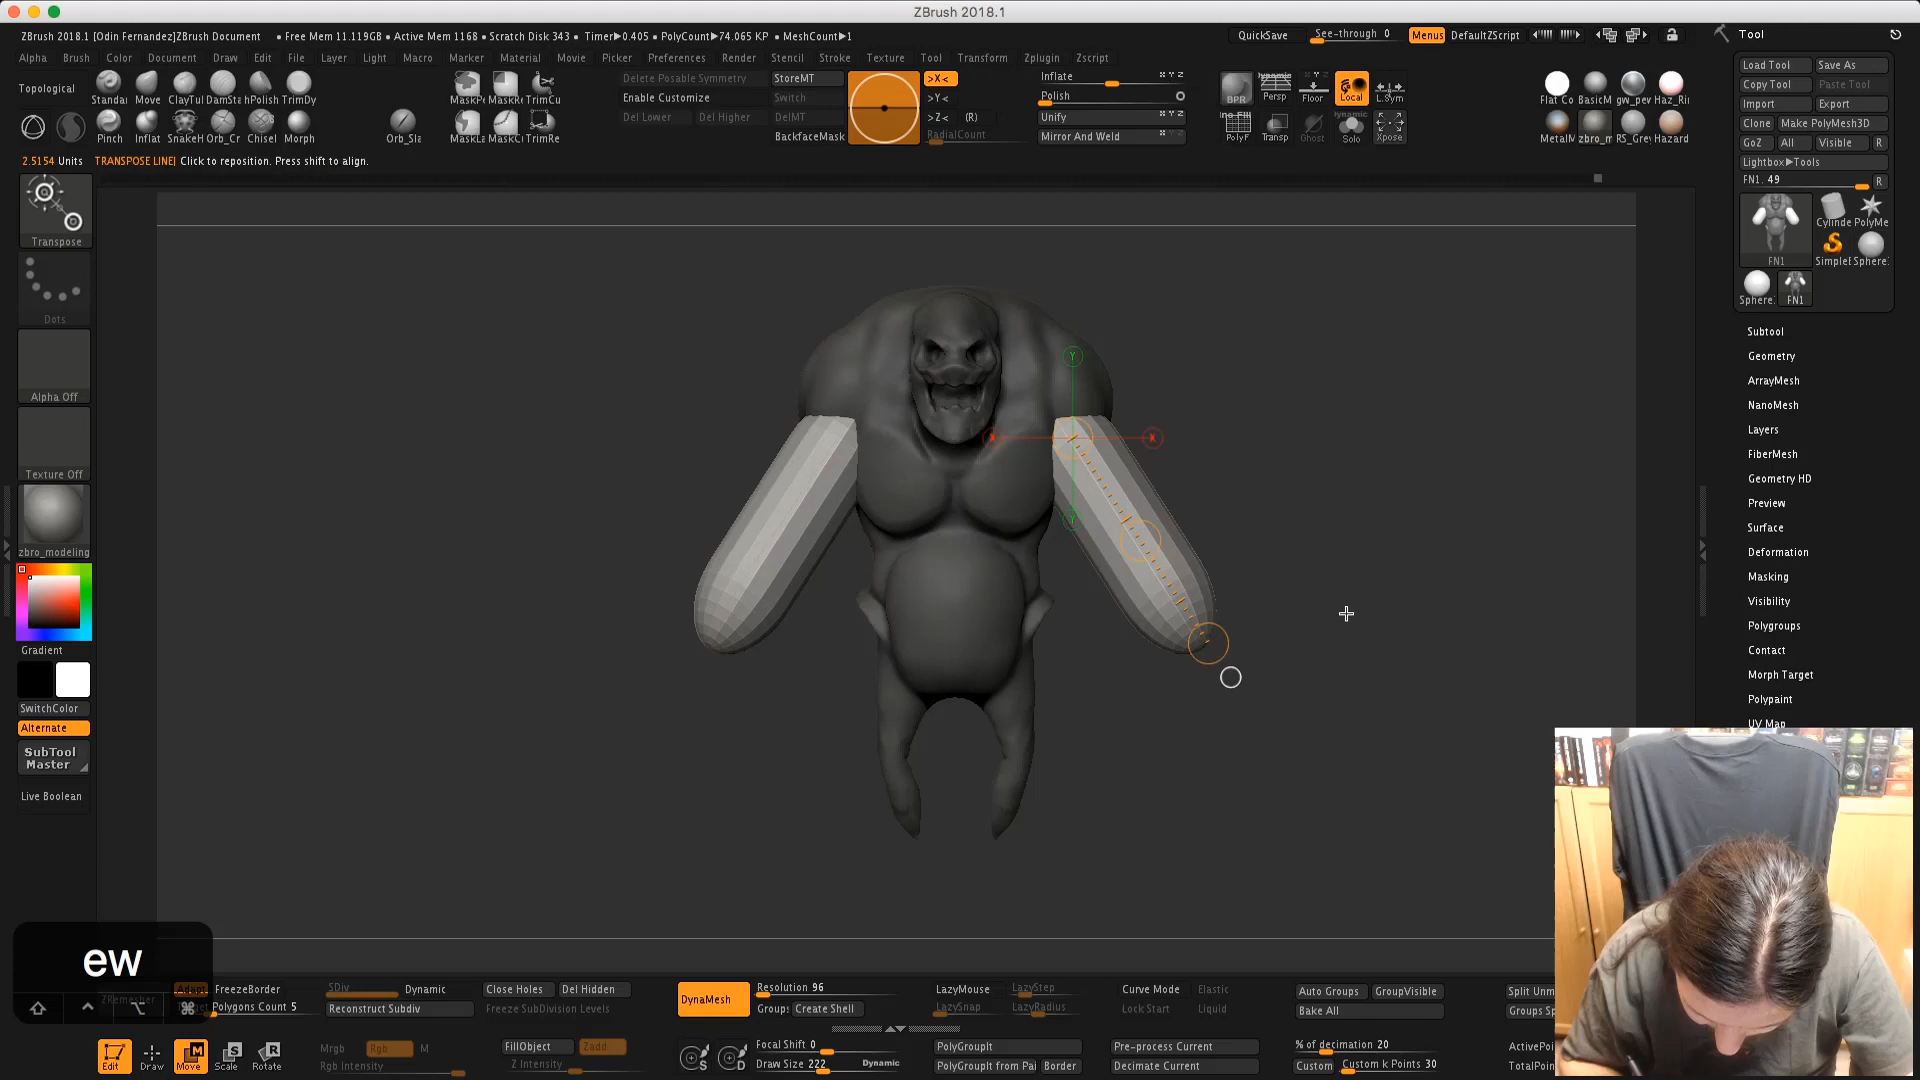 ZBrush 2018.1
ZBrush 2018.1 [Odin Fernandez]ZBrush Document • Free Mem 11.119GB • Active Mem 1168 • Scratch Disk 343 • Timer▶0.405 • PolyCount▶74.065 KP • MeshCount▶1
QuickSave See-through 0 Menus DefaultZScript
Alpha Brush Color Document Draw Edit File Layer Light Macro Marker Material Movie Picker Preferences Render Stencil Stroke Texture Tool Transform Zplugin Zscript
Topological
Standa Move ClayTu DamSta hPolish TrimDy
Pinch Inflat SnakeH Orb_Cr Chisel Morph Orb_Sla
MaskPe MaskRe TrimCu
MaskLa MaskCi TrimRe
Delete Posable Symmetry StoreMT
Enable Customize Switch
Del Lower Del Higher DelMT
BackfaceMask
>X<
>Y<
>Z< (R)
RadialCount
Inflate X Y Z
Polish
Unify X Y Z
Mirror And Weld X Y Z
BPR Dynamic Persp Floor Local L.Sym
Line Fill PolyF Transp Ghost Dynamic Solo Xpose
Flat Co BasicM gw_pew Haz_Ri
MetalM zbro_m RS_Gre Hazard
2.5154 Units TRANSPOSE LINE| Click to reposition. Press shift to align.
Transpose
Dots
Alpha Off
Texture Off
zbro_modeling
Gradient
SwitchColor
Alternate
SubTool
Master
Live Boolean
Y
X X
Y
Tool
Load Tool Save As
Copy Tool Paste Tool
Import Export
Clone Make PolyMesh3D
GoZ All Visible R
Lightbox▶Tools
FN1. 49 R
FN1
Cylinde PolyMe
SimpleB Sphere:
Sphere. FN1
Subtool
Geometry
ArrayMesh
NanoMesh
Layers
FiberMesh
Geometry HD
Preview
Surface
Deformation
Masking
Visibility
Polygroups
Contact
Morph Target
Polypaint
UV Map
ew
ZRemesher Adapt FreezeBorder
Polygons Count 5
SDiv Dynamic
Reconstruct Subdiv
Close Holes Del Hidden
Freeze SubDivision Levels
DynaMesh Resolution 96
Groups Create Shell
LazyMouse LazyStep
LazySnap LazyRadius
Curve Mode Elastic
Lock Start Liquid
Auto Groups GroupVisible
Bake All
Split Unm
Groups Sp
Edit Draw Move Scale Rotate
M S R
Mrgb Rgb M
Rgb Intensity
FillObject Zadd
Z Intensity
S D
Focal Shift 0
Draw Size 222 Dynamic
PolyGroupIt
PolyGroupIt from Pai Border
Pre-process Current
Decimate Current
% of decimation 20
Custom Custom k Points 30
ActivePoi
TotalPoin